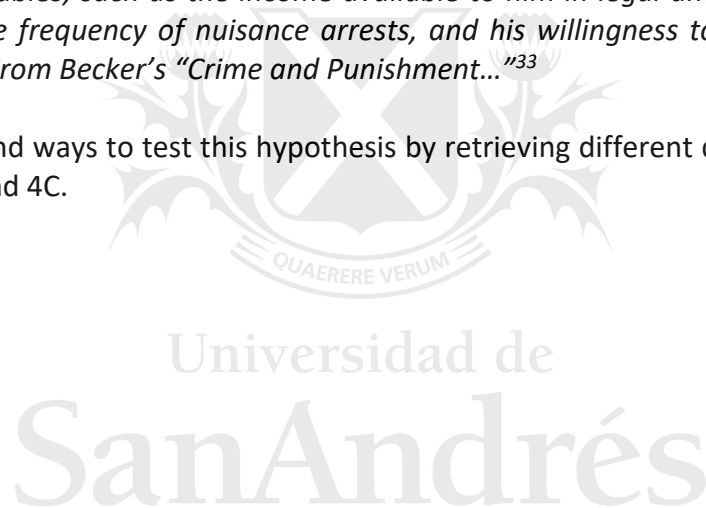 ables, such as the income available to him in legal an
e frequency of nuisance arrests, and his willingness to
rom Becker's "Crime and Punishment…"33
nd ways to test this hypothesis by retrieving different
nd 4C.
QUAERERE VERUM
Universidad de
SanAndrés